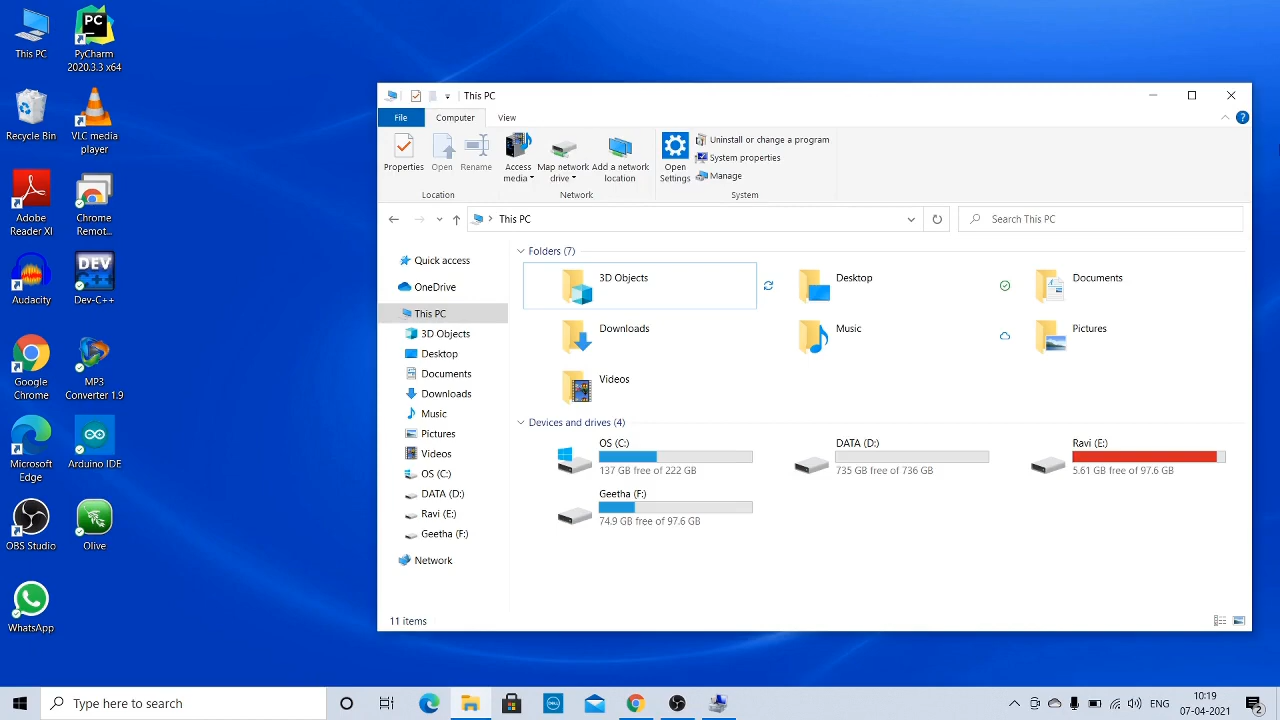 This PC
PC
PyCharm
2020.3.3 x64
Recycle Bin
VLC media
player
Adobe
Reader XI
Chrome
Remot...
Audacity
DEV
Dev-C++
Google
Chrome
MP3
Converter 1.9
Microsoft
Edge
Arduino IDE
OBS Studio
Olive
WhatsApp
This PC
File
Computer
View
Properties
Open
Rename
Access
media
Map network
drive
Add a network
location
Open
Settings
Uninstall or change a program
System properties
Manage
Location
Network
System
This PC
Search This PC
Quick access
OneDrive
This PC
3D Objects
Desktop
Documents
Downloads
Music
Pictures
Videos
OS (C:)
DATA (D:)
Ravi (E:)
Geetha (F:)
Network
Folders (7)
3D Objects
Desktop
Documents
Downloads
Music
Pictures
Videos
Devices and drives (4)
OS (C:)
137 GB free of 222 GB
DATA (D:)
735 GB free of 736 GB
Ravi (E:)
5.61 GB free of 97.6 GB
Geetha (F:)
74.9 GB free of 97.6 GB
11 items
Type here to search
DELL
ENG
10:19
07-04-2021
2